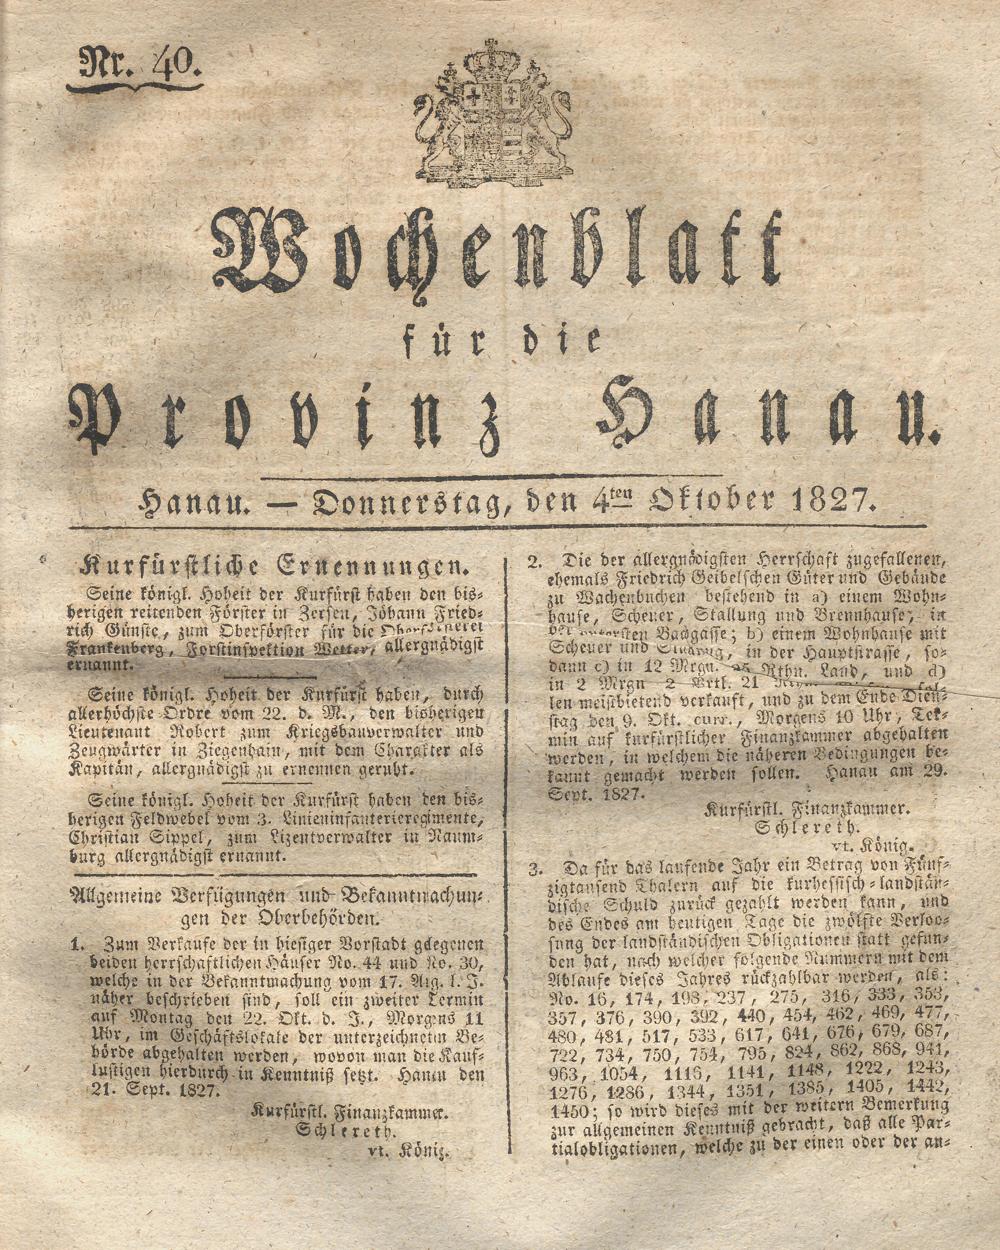 Nr. 40.
Wochenblatt
für die
Provinz Hanau.
Hanau. — Donnerstag, den 4ten Oktober 1827.
Kurfürstliche Ernennungen.
Seine königl. Hoheit der Kurfürst haben den bis-
herigen reitenden Förster in Zersen, Johann Fried-
rich Günste, zum Oberförster für die Oberförsterei
Frankenberg, Forstinspektion Wetter, allergnädigst
ernannt.
Seine königl. Hoheit der Kurfürst haben, durch
allerhöchste Ordre vom 22. d. M., den bisherigen
Lieutenant Robert zum Kriegsbauverwalter und
Zeugwärter in Ziegenhain, mit dem Charakter als
Kapitän, allergnädigst zu ernennen geruht.
Seine königl. Hoheit der Kurfürst haben den bis-
herigen Feldwebel vom 3. Linieninfanterieregimente,
Christian Sippel, zum Lizentverwalter in Naum-
burg allergnädigst ernannt.
Allgemeine Verfügungen und Bekanntmachun-
gen der Oberbehörden.
1. Zum Verkaufe der in hiesiger Vorstadt gelegenen
beiden herrschaftlichen Häuser No. 44 und No. 30,
welche in der Bekanntmachung vom 17. Aug. l. J.
näher beschrieben sind, soll ein zweiter Termin
auf Montag den 22. Okt. d. J., Morgens 11
Uhr, im Geschäftslokale der unterzeichneten Be-
hörde abgehalten werden, wovon man die Kauf-
lustigen hierdurch in Kenntniß setzt. Hanau den
21. Sept. 1827.
Kurfürstl. Finanzkammer.
Schlereth.
vt. König.
2. Die der allergnädigsten Herrschaft zugefallenen,
ehemals Friedrich Geibelschen Güter und Gebäude
zu Wachenbuchen bestehend in a) einem Wohn-
hause, Scheuer, Stallung und Brennhause, in
der untersten Bachgasse; b) einem Wohnhause mit
Scheuer und Stallung, in der Hauptstrasse, so-
dann c) in 12 Mrgn. 25 Rthn. Land, und d)
in 2 Mrgn 2 Vrtl. 21 sol-
len meistbietend verkauft, und zu dem Ende Dien-
stag den 9. Okt. curr., Morgens 10 Uhr, Ter-
min auf kurfürstlicher Finanzkammer abgehalten
werden, in welchem die näheren Bedingungen be-
kannt gemacht werden sollen. Hanau am 29.
Sept. 1827.
Kurfürstl. Finanzkammer.
Schlereth.
vt. König.
3. Da für das laufende Jahr ein Betrag von Fünf-
zigtausend Thalern auf die kurhessisch-landstän-
dische Schuld zurück gezahlt werden kann, und
des Endes am heutigen Tage die zwölfte Verloo-
sung der landständischen Obligationen statt gefun-
den hat, nach welcher folgende Nummern mit dem
Ablaufe dieses Jahres rückzahlbar werden, als:
No. 16, 174, 198, 237, 275, 316, 333, 353,
357, 376, 390, 392, 440, 454, 462, 469, 477,
480, 481, 517, 533, 617, 641, 676, 679, 687,
722, 734, 750, 754, 795, 824, 862, 868, 941,
963, 1054, 1116, 1141, 1148, 1222, 1243,
1276, 1286, 1344, 1351, 1385, 1405, 1442,
1450; so wird dieses mit der weitern Bemerkung
zur allgemeinen Kenntniß gebracht, daß alle Par-
tialobligationen, welche zu der einen oder der an-